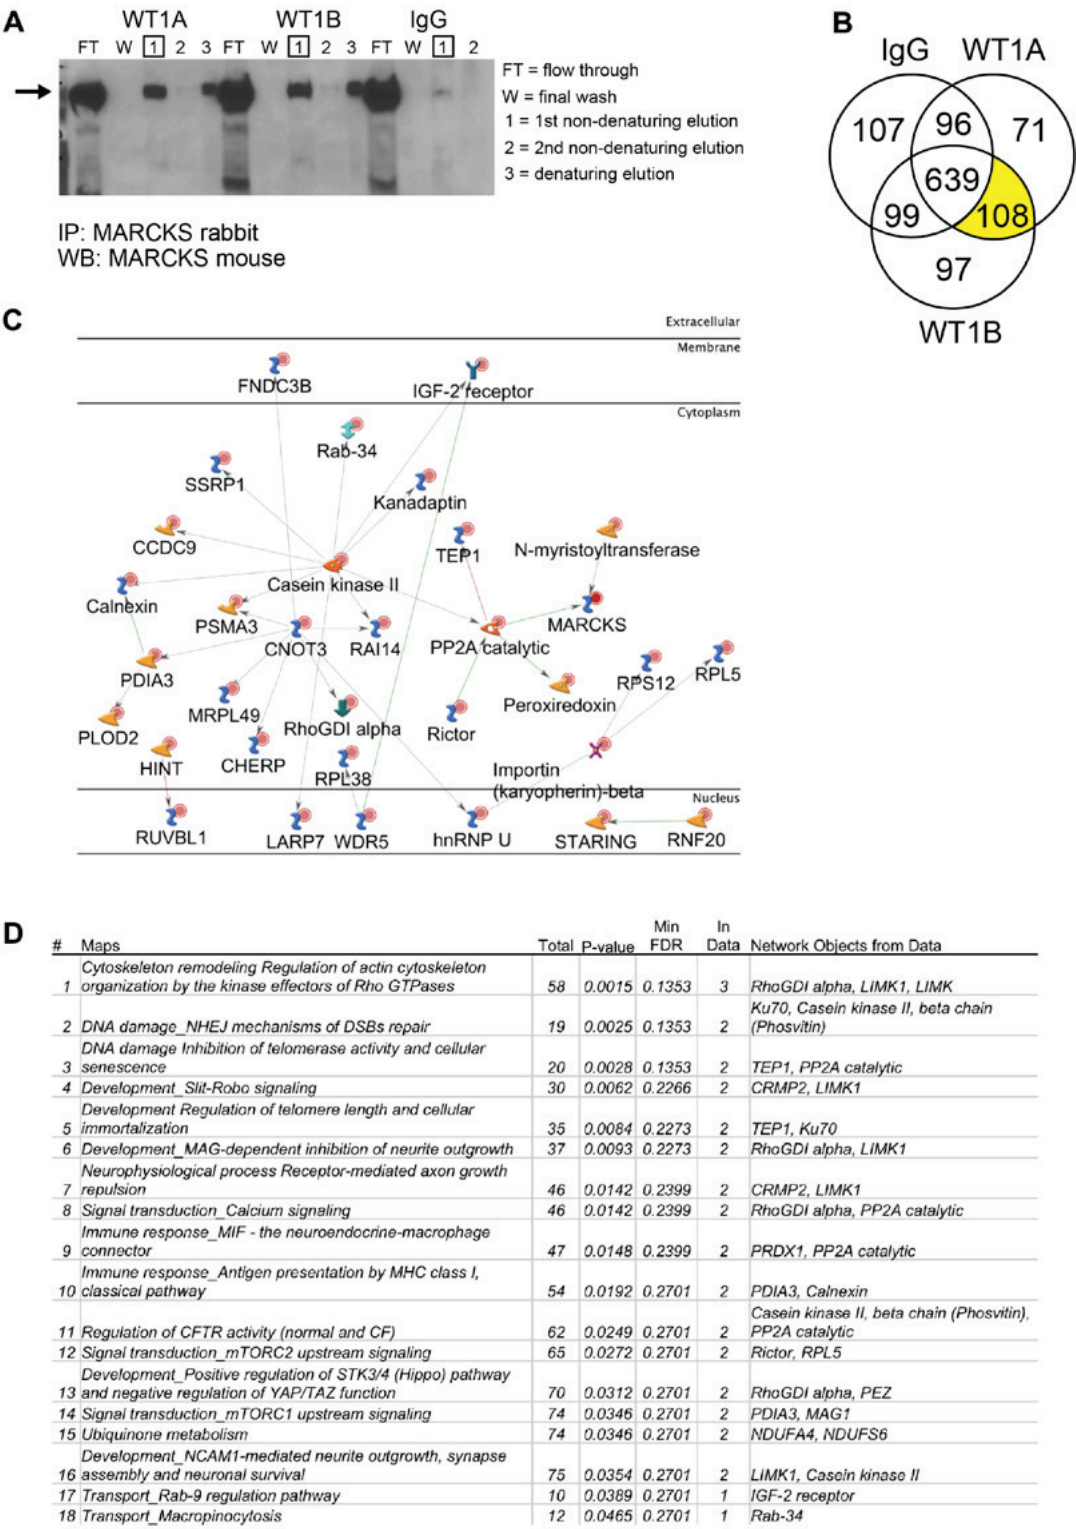 A
WT1A WT1B IgG
FT W 1 2 3 FT W 1 2 3 FT W 1 2
FT = flow through
W = final wash
1 = 1st non-denaturing elution
2 = 2nd non-denaturing elution
3 = denaturing elution
IP: MARCKS rabbit
WB: MARCKS mouse
B
IgG WT1A
107 96 71
639
99 108
97
WT1B
C
Extracellular
Membrane
FNDC3B
IGF-2 receptor
Cytoplasm
Rab-34
SSRP1
Kanadaptin
CCDC9
TEP1
N-myristoyltransferase
Casein kinase II
Calnexin
PSMA3
MARCKS
CNOT3
RAI14
PP2A catalytic
PDIA3
RPS12
RPL5
MRPL49
Peroxiredoxin
RhoGDI alpha
Rictor
PLOD2
CHERP
HINT
RPL38
Importin
(karyopherin)-beta
Nucleus
RUVBL1
LARP7
WDR5
hnRNP U
STARING
RNF20
D
# Maps Total P-value Min FDR In Data Network Objects from Data
Cytoskeleton remodeling Regulation of actin cytoskeleton
1 organization by the kinase effectors of Rho GTPases 58 0.0015 0.1353 3 RhoGDI alpha, LIMK1, LIMK
Ku70, Casein kinase II, beta chain
2 DNA damage_NHEJ mechanisms of DSBs repair 19 0.0025 0.1353 2 (Phosvitin)
DNA damage Inhibition of telomerase activity and cellular
3 senescence 20 0.0028 0.1353 2 TEP1, PP2A catalytic
4 Development_Slit-Robo signaling 30 0.0062 0.2266 2 CRMP2, LIMK1
Development Regulation of telomere length and cellular
5 immortalization 35 0.0084 0.2273 2 TEP1, Ku70
6 Development_MAG-dependent inhibition of neurite outgrowth 37 0.0093 0.2273 2 RhoGDI alpha, LIMK1
Neurophysiological process Receptor-mediated axon growth
7 repulsion 46 0.0142 0.2399 2 CRMP2, LIMK1
8 Signal transduction_Calcium signaling 46 0.0142 0.2399 2 RhoGDI alpha, PP2A catalytic
Immune response_MIF - the neuroendocrine-macrophage
9 connector 47 0.0148 0.2399 2 PRDX1, PP2A catalytic
Immune response_Antigen presentation by MHC class I,
10 classical pathway 54 0.0192 0.2701 2 PDIA3, Calnexin
Casein kinase II, beta chain (Phosvitin),
11 Regulation of CFTR activity (normal and CF) 62 0.0249 0.2701 2 PP2A catalytic
12 Signal transduction_mTORC2 upstream signaling 65 0.0272 0.2701 2 Rictor, RPL5
Development_Positive regulation of STK3/4 (Hippo) pathway
13 and negative regulation of YAP/TAZ function 70 0.0312 0.2701 2 RhoGDI alpha, PEZ
14 Signal transduction_mTORC1 upstream signaling 74 0.0346 0.2701 2 PDIA3, MAG1
15 Ubiquinone metabolism 74 0.0346 0.2701 2 NDUFA4, NDUFS6
Development_NCAM1-mediated neurite outgrowth, synapse
16 assembly and neuronal survival 75 0.0354 0.2701 2 LIMK1, Casein kinase II
17 Transport_Rab-9 regulation pathway 10 0.0389 0.2701 1 IGF-2 receptor
18 Transport_Macropinocytosis 12 0.0465 0.2701 1 Rab-34